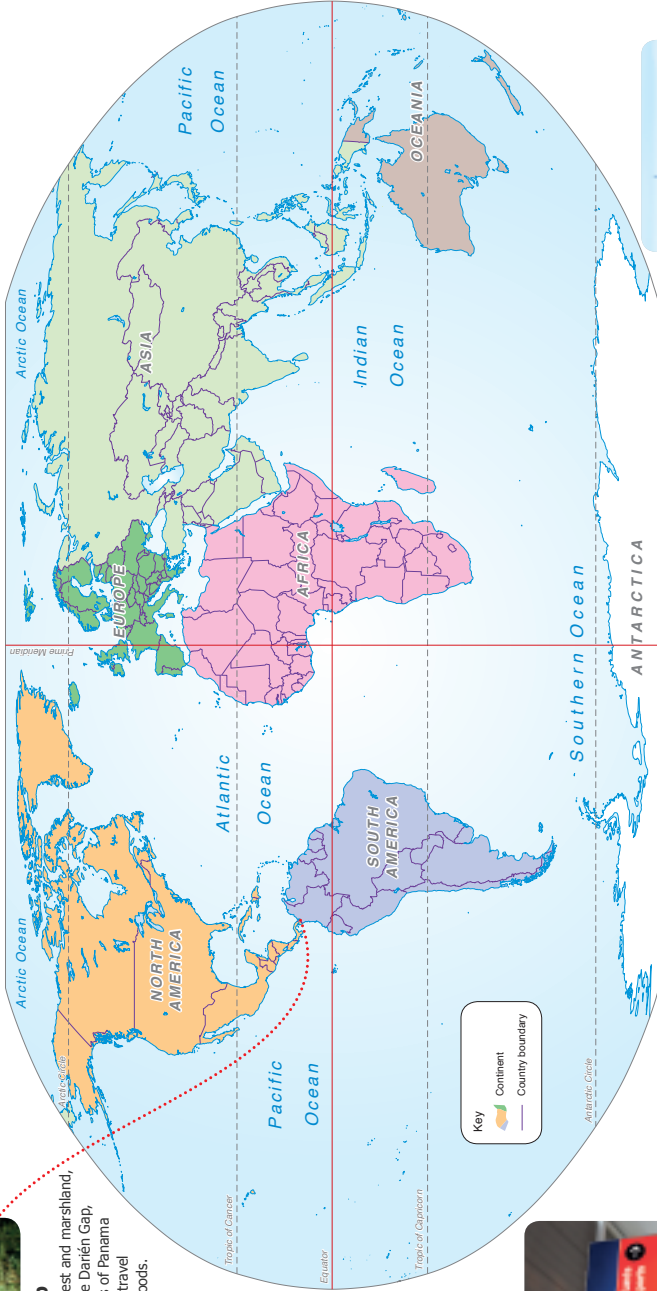 est and marshland,
e Darién Gap,
s of Panama
travel
oods.
Arctic Ocean
Arctic Ocean
Arctic Circle
Prime Meridian
NORTH
AMERICA
EUROPE
ASIA
Pacific
Ocean
Atlantic
Ocean
Tropic of Cancer
Pacific
Ocean
AFRICA
Equator
Indian
Ocean
SOUTH
AMERICA
OCEANIA
Tropic of Capricorn
Key
Continent
Country boundary
Southern Ocean
Antarctic Circle
ANTARCTICA